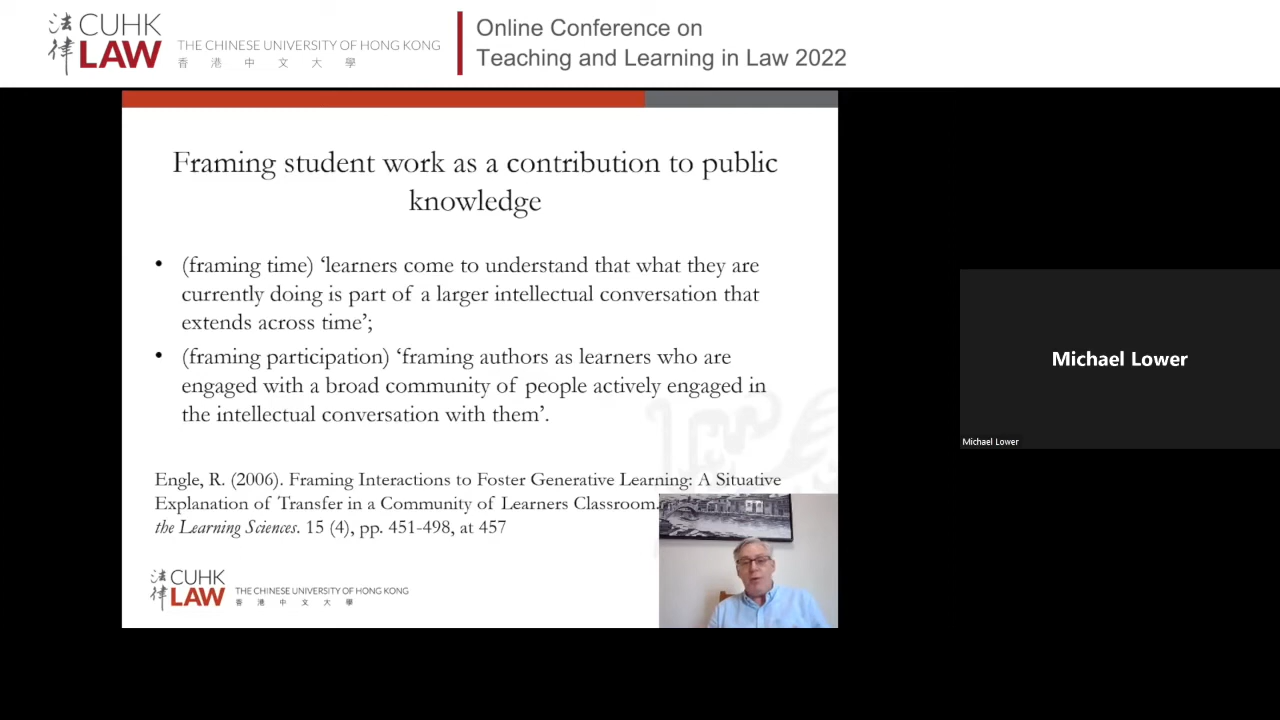 法律 CUHK LAW THE CHINESE UNIVERSITY OF HONG KONG
香港中文大學
Online Conference on
Teaching and Learning in Law 2022
Framing student work as a contribution to public
knowledge
• (framing time) ‘learners come to understand that what they are
currently doing is part of a larger intellectual conversation that
extends across time’;
• (framing participation) ‘framing authors as learners who are
engaged with a broad community of people actively engaged in
the intellectual conversation with them’.
Engle, R. (2006). Framing Interactions to Foster Generative Learning: A Situative
Explanation of Transfer in a Community of Learners Classroom.
the Learning Sciences. 15 (4), pp. 451-498, at 457
法律 CUHK LAW THE CHINESE UNIVERSITY OF HONG KONG
香港中文大學
Michael Lower
Michael Lower